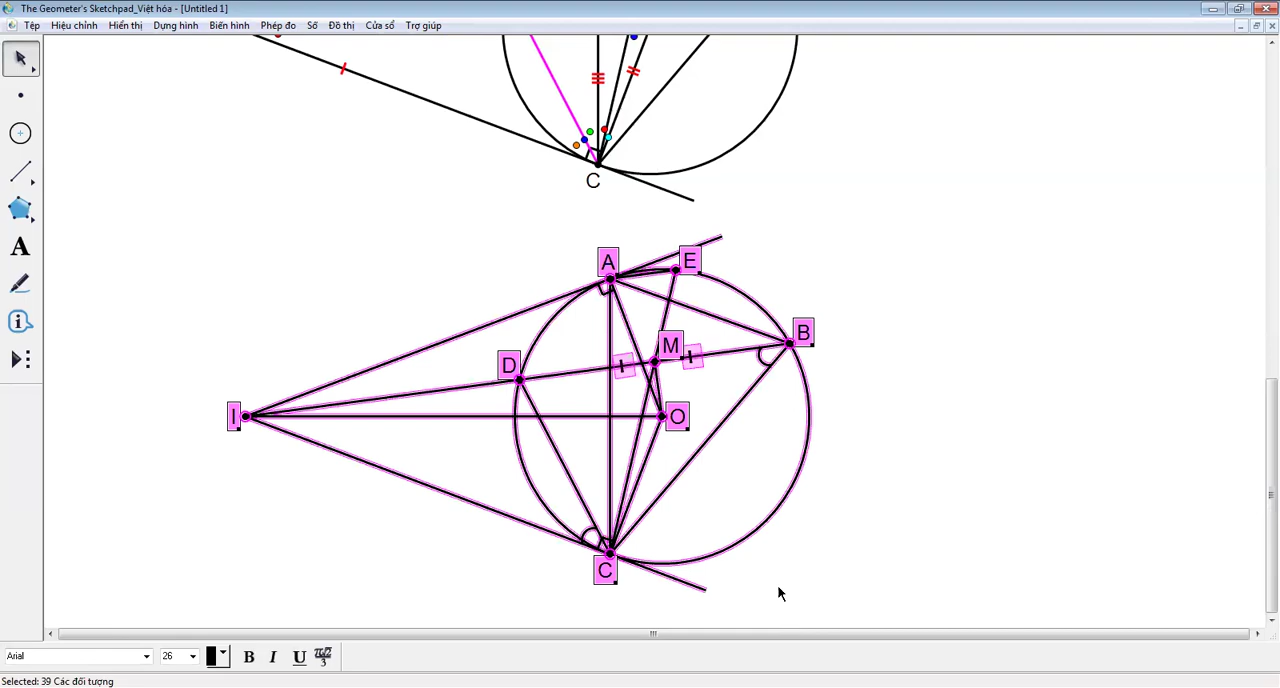 The Geometer's Sketchpad_Việt hóa - [Untitled 1]
Tệp Hiệu chỉnh Hiển thị Dựng hình Biến hình Phép đo Số Đồ thị Cửa sổ Trợ giúp
C
A E
B
M
D
I O
C
A
Arial 26 B I U
Selected: 39 Các đối tượng